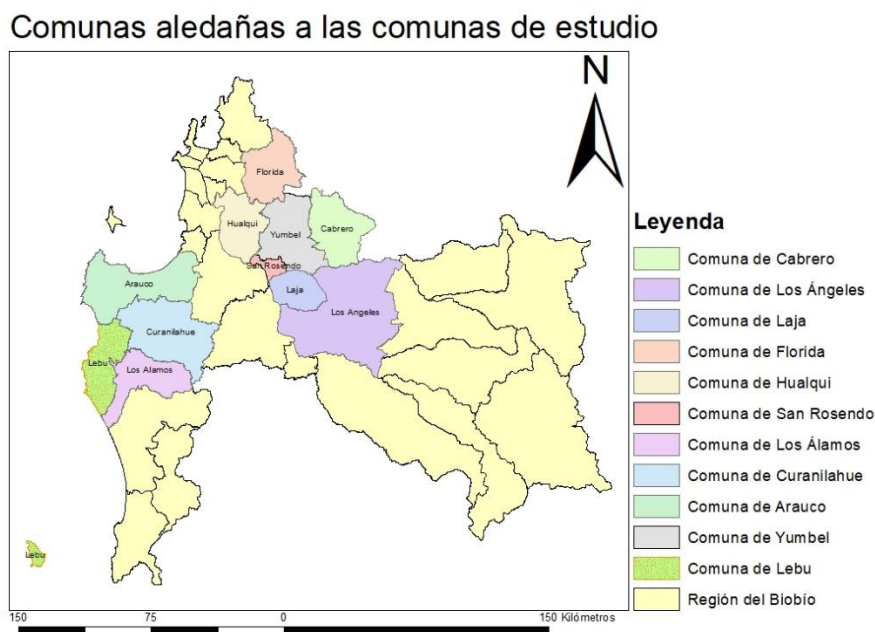 Comunas aledañas a las comunas de estudio
N
Florida
Hualqui
Yumbel
Cabrero
San Rosendo
Arauco
Laja
Los Angeles
Curanilahue
Lebu
Los Alamos
Lebu
Leyenda
Comuna de Cabrero
Comuna de Los Ángeles
Comuna de Laja
Comuna de Florida
Comuna de Hualqui
Comuna de San Rosendo
Comuna de Los Álamos
Comuna de Curanilahue
Comuna de Arauco
Comuna de Yumbel
Comuna de Lebu
Región del Biobío
150 75 0 150 Kilómetros